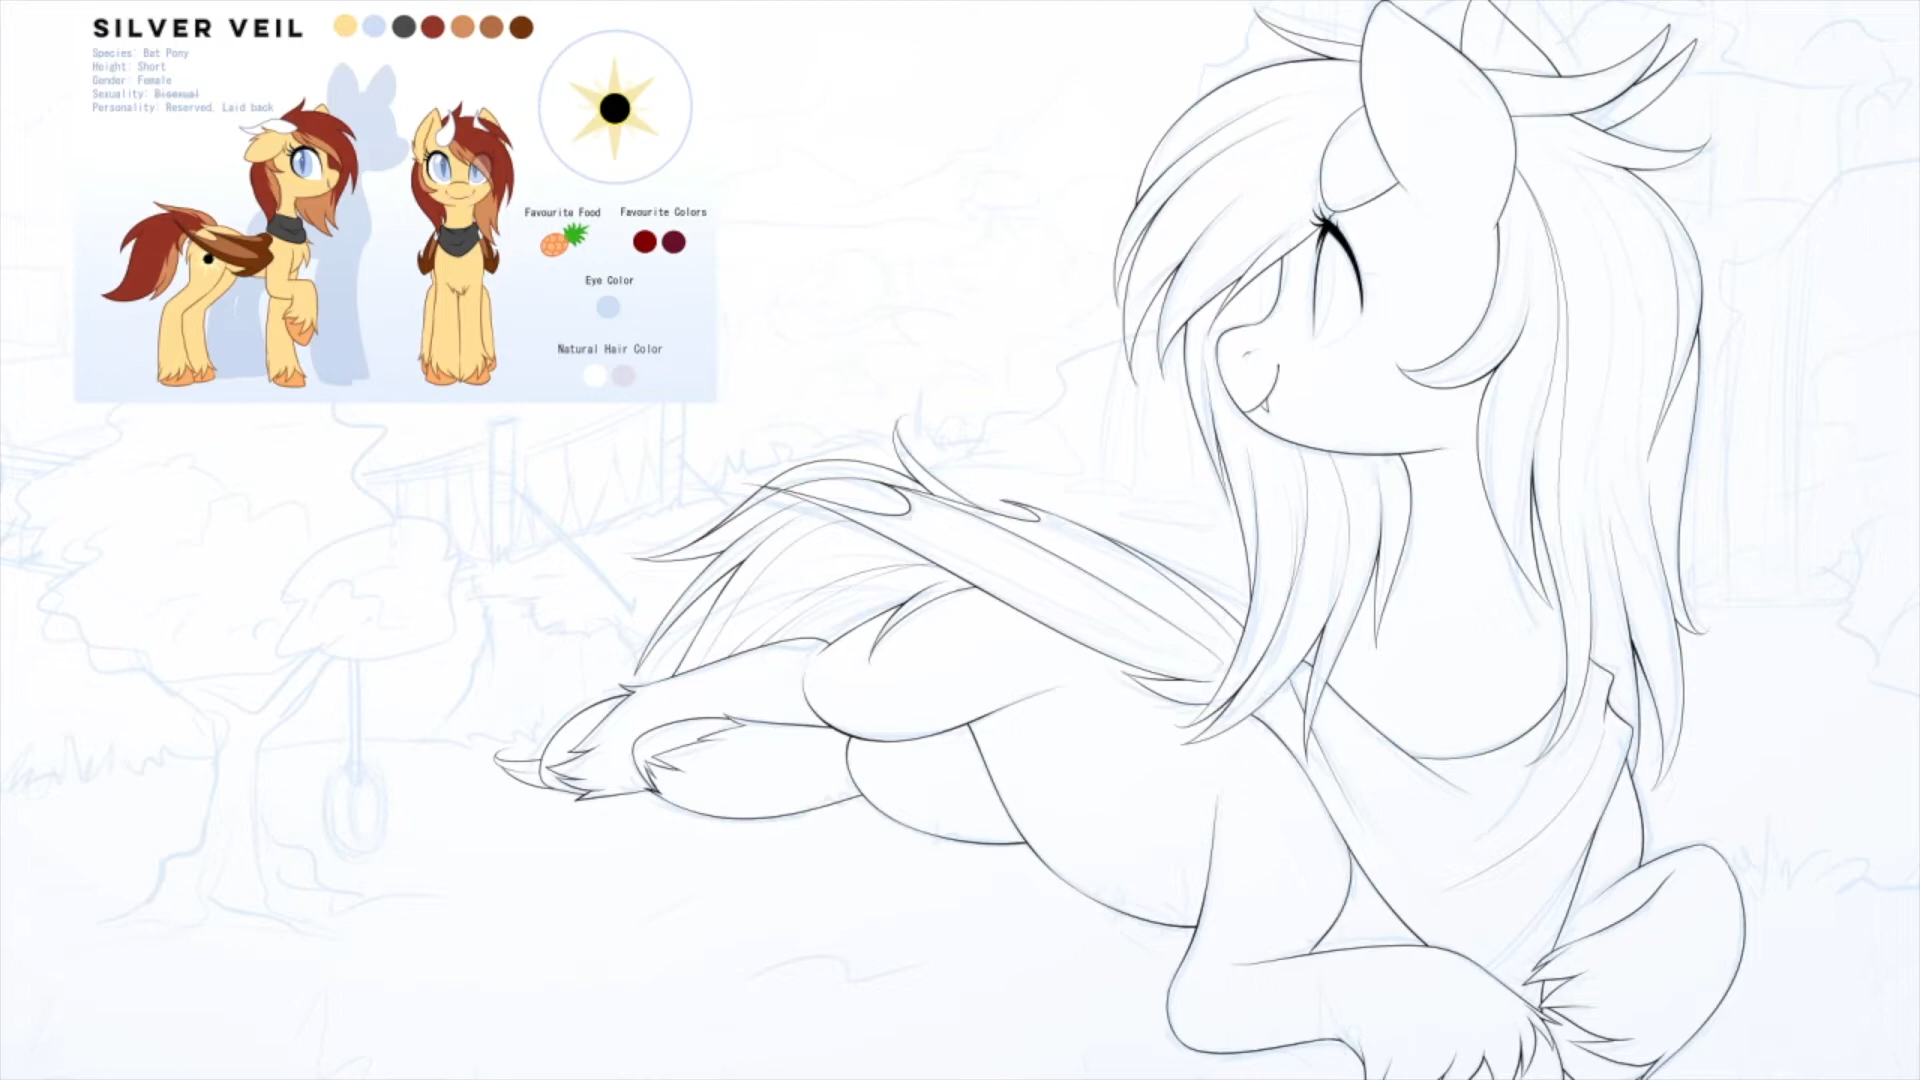 SILVER VEIL
Species: Bat Pony
Height: Short
Gender: Female
Sexuality: Bisexual
Personality: Reserved, Laid back
Favourite Food
Favourite Colors
Eye Color
Natural Hair Color